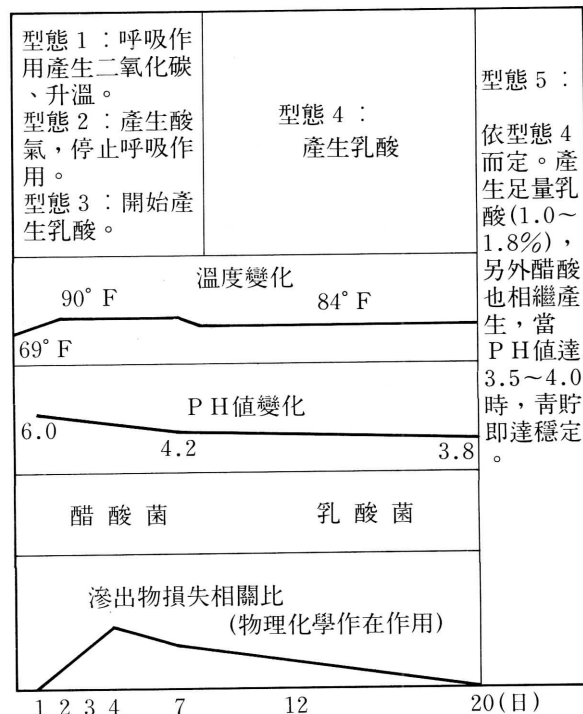 型態1：呼吸作
用產生二氧化碳
、升溫。
型態2：產生酸
氣，停止呼吸作
用。
型態3：開始產
生乳酸。
型態4：
產生乳酸
型態5：
依型態4
而定。產
生足量乳
酸(1.0～
1.8%)，
另外醋酸
也相繼產
生，當
PH值達
3.5～4.0
時，靑貯
即達穩定
。
溫度變化
90°F
84°F
69°F
PH值變化
6.0
4.2
3.8
醋酸菌
乳酸菌
滲出物損失相關比
(物理化學作在作用)
1 2 3 4 7 12 20(日)